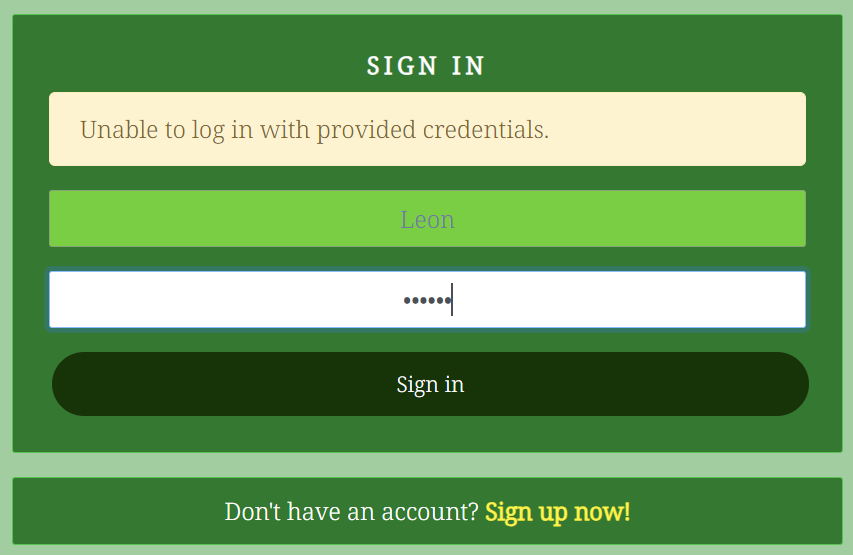 SIGN IN
Unable to log in with provided credentials.
Leon
••••••
Sign in
Don't have an account? Sign up now!